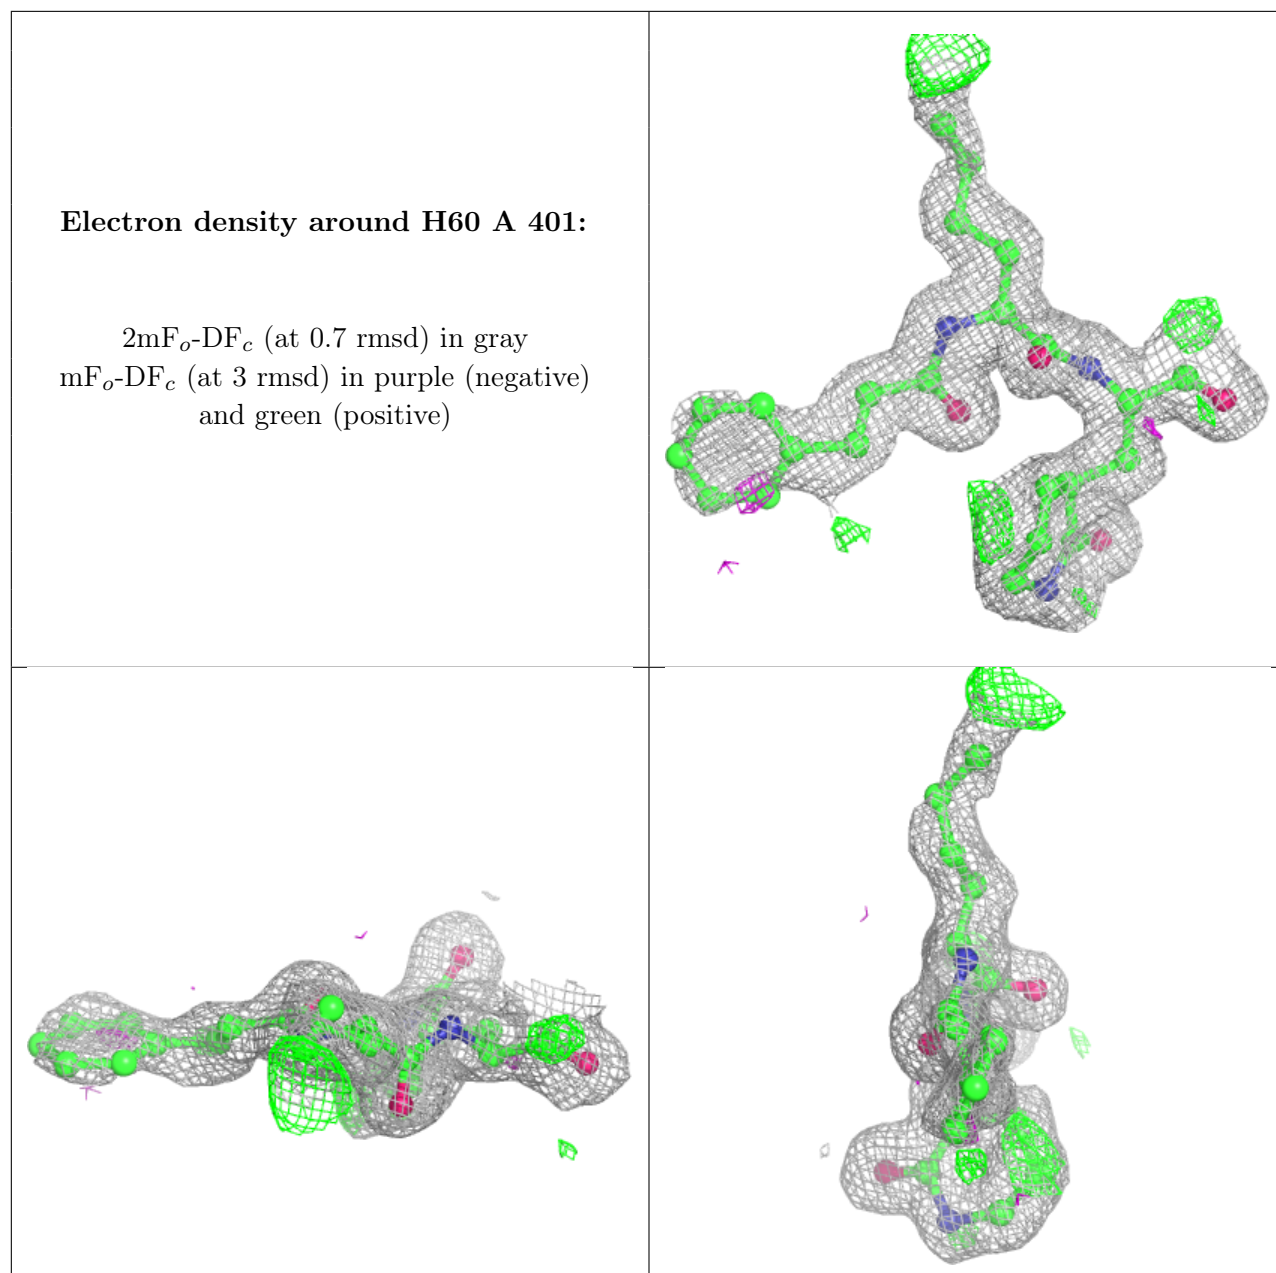 Electron density around H60 A 401:
2mFₒ-DF𝒸 (at 0.7 rmsd) in gray
mFₒ-DF𝒸 (at 3 rmsd) in purple (negative)
and green (positive)